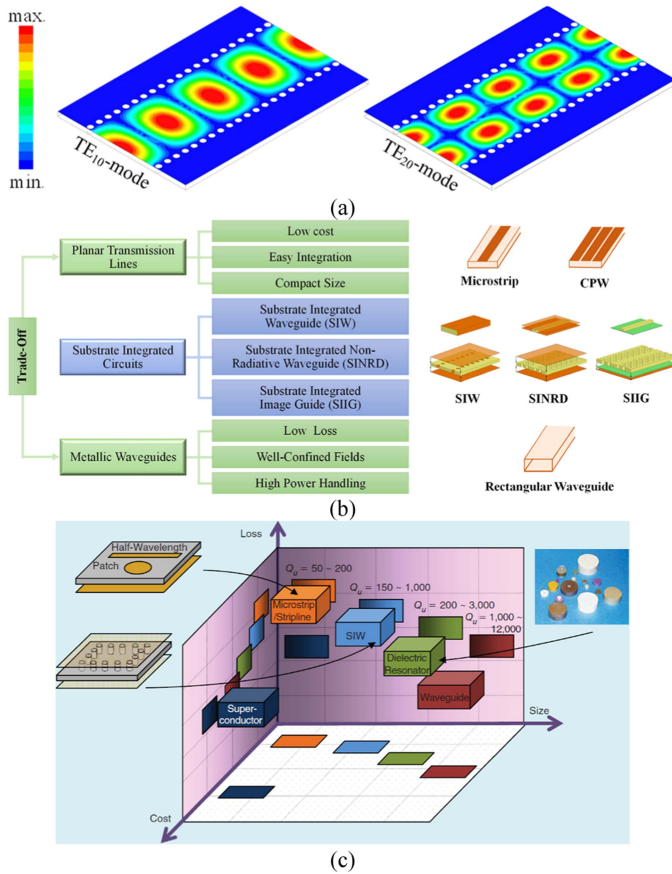 max.
min.
TE10-mode
TE20-mode
(a)
Trade-Off
Planar Transmission
Lines
Low cost
Easy Integration
Compact Size
Substrate Integrated
Circuits
Substrate Integrated
Waveguide (SIW)
Substrate Integrated Non-
Radiative Waveguide (SINRD)
Substrate Integrated
Image Guide (SIIG)
Metallic Waveguides
Low Loss
Well-Confined Fields
High Power Handling
Microstrip
CPW
SIW
SINRD
SIIG
Rectangular Waveguide
(b)
Loss
Half-Wavelength
Patch
Qu = 50 ~ 200
Microstrip
/Stripline
Qu = 150 ~ 1,000
SIW
Qu = 200 ~ 3,000
Dielectric
Resonator
Qu = 1,000 ~
12,000
Waveguide
Super-
conductor
Size
Cost
(c)